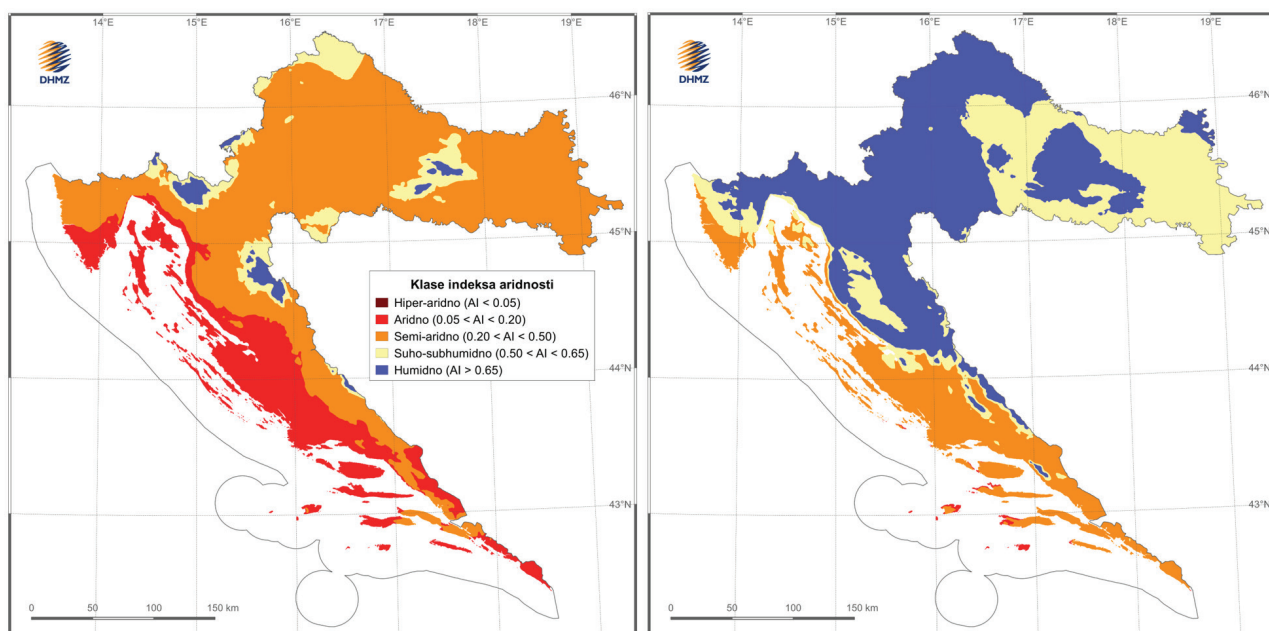 14°E 15°E 16°E 17°E 18°E 19°E
DHMZ
46°N
45°N
Klase indeksa aridnosti
Hiper-aridno (AI < 0.05)
Aridno (0.05 < AI < 0.20)
Semi-aridno (0.20 < AI < 0.50)
Suho-subhumidno (0.50 < AI < 0.65)
Humidno (AI > 0.65)
44°N
43°N
0 50 100 150 km
14°E 15°E 16°E 17°E 18°E 19°E
DHMZ
46°N
45°N
44°N
43°N
0 50 100 150 km